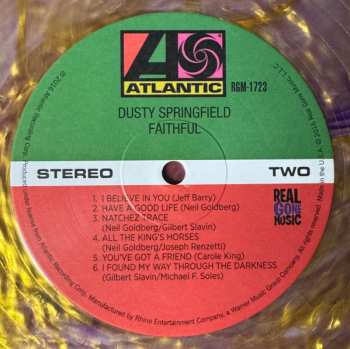 ATLANTIC
RGM-1723
DUSTY SPRINGFIELD
FAITHFUL
STEREO
TWO
1. I BELIEVE IN YOU (Jeff Barry)
2. HAVE A GOOD LIFE (Neil Goldberg)
3. NATCHEZ TRACE
(Neil Goldberg/Gilbert Slavin)
4. ALL THE KING'S HORSES
(Neil Goldberg/Joseph Renzetti)
5. YOU'VE GOT A FRIEND (Carole King)
6. I FOUND MY WAY THROUGH THE DARKNESS
(Gilbert Slavin/Michael F. Soles)
REAL
GONE
MUSIC
Manufactured by Rhino Entertainment Company, a Warner Music Group Company.